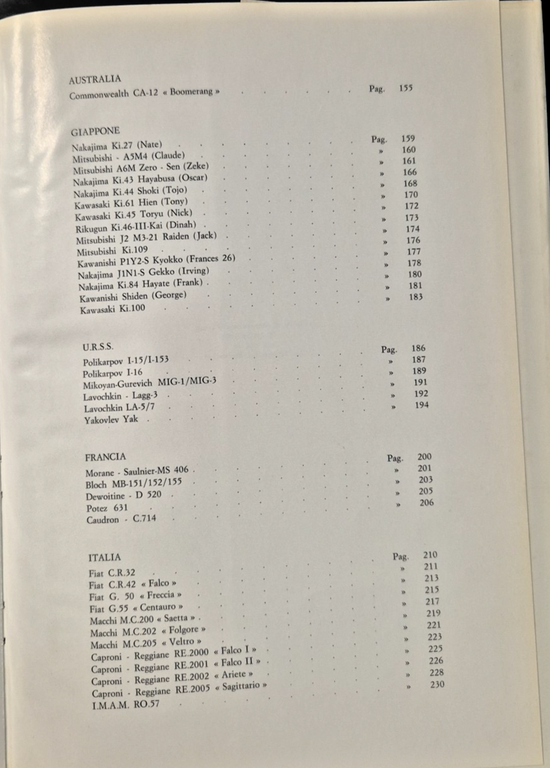 AUSTRALIA
Commonwealth CA-12 « Boomerang » . . . . . . Pag. 155
GIAPPONE
Nakajima Ki.27 (Nate) . . . . . . Pag. 159
Mitsubishi - A5M4 (Claude) . . . . . . » 160
Mitsubishi A6M Zero - Sen (Zeke) . . . . . . » 161
Nakajima Ki.43 Hayabusa (Oscar) . . . . . . » 166
Nakajima Ki.44 Shoki (Tojo) . . . . . . » 168
Kawasaki Ki.61 Hien (Tony) . . . . . . » 170
Kawasaki Ki.45 Toryu (Nick) . . . . . . » 172
Rikugun Ki.46-III-Kai (Dinah) . . . . . . » 173
Mitsubishi J2 M3-21 Raiden (Jack) . . . . . . » 174
Mitsubishi Ki.109 . . . . . . » 176
Kawanishi P1Y2-S Kyokko (Frances 26) . . . . . . » 177
Nakajima J1N1-S Gekko (Irving) . . . . . . » 178
Nakajima Ki.84 Hayate (Frank) . . . . . . » 180
Kawanishi Shiden (George) . . . . . . » 181
Kawasaki Ki.100 . . . . . . » 183
U.R.S.S.
Polikarpov I-15/I-153 . . . . . . Pag. 186
Polikarpov I-16 . . . . . . » 187
Mikoyan-Gurevich MIG-1/MIG-3 . . . . . . » 189
Lavochkin - Lagg-3 . . . . . . » 191
Lavochkin LA-5/7 . . . . . . » 192
Yakovlev Yak . . . . . . » 194
FRANCIA
Morane - Saulnier-MS 406 . . . . . . Pag. 200
Bloch MB-151/152/155 . . . . . . » 201
Dewoitine - D 520 . . . . . . » 203
Potez 631 . . . . . . » 205
Caudron - C.714 . . . . . . » 206
ITALIA
Fiat C.R.32 . . . . . . Pag. 210
Fiat C.R.42 « Falco » . . . . . . » 211
Fiat G. 50 « Freccia » . . . . . . » 213
Fiat G.55 « Centauro » . . . . . . » 215
Macchi M.C.200 « Saetta » . . . . . . » 217
Macchi M.C.202 « Folgore » . . . . . . » 219
Macchi M.C.205 « Veltro » . . . . . . » 221
Caproni - Reggiane RE.2000 « Falco I » . . . . . . » 223
Caproni - Reggiane RE.2001 « Falco II » . . . . . . » 225
Caproni - Reggiane RE.2002 « Ariete » . . . . . . » 226
Caproni - Reggiane RE.2005 « Sagittario » . . . . . . » 228
I.M.A.M. RO.57 . . . . . . » 230